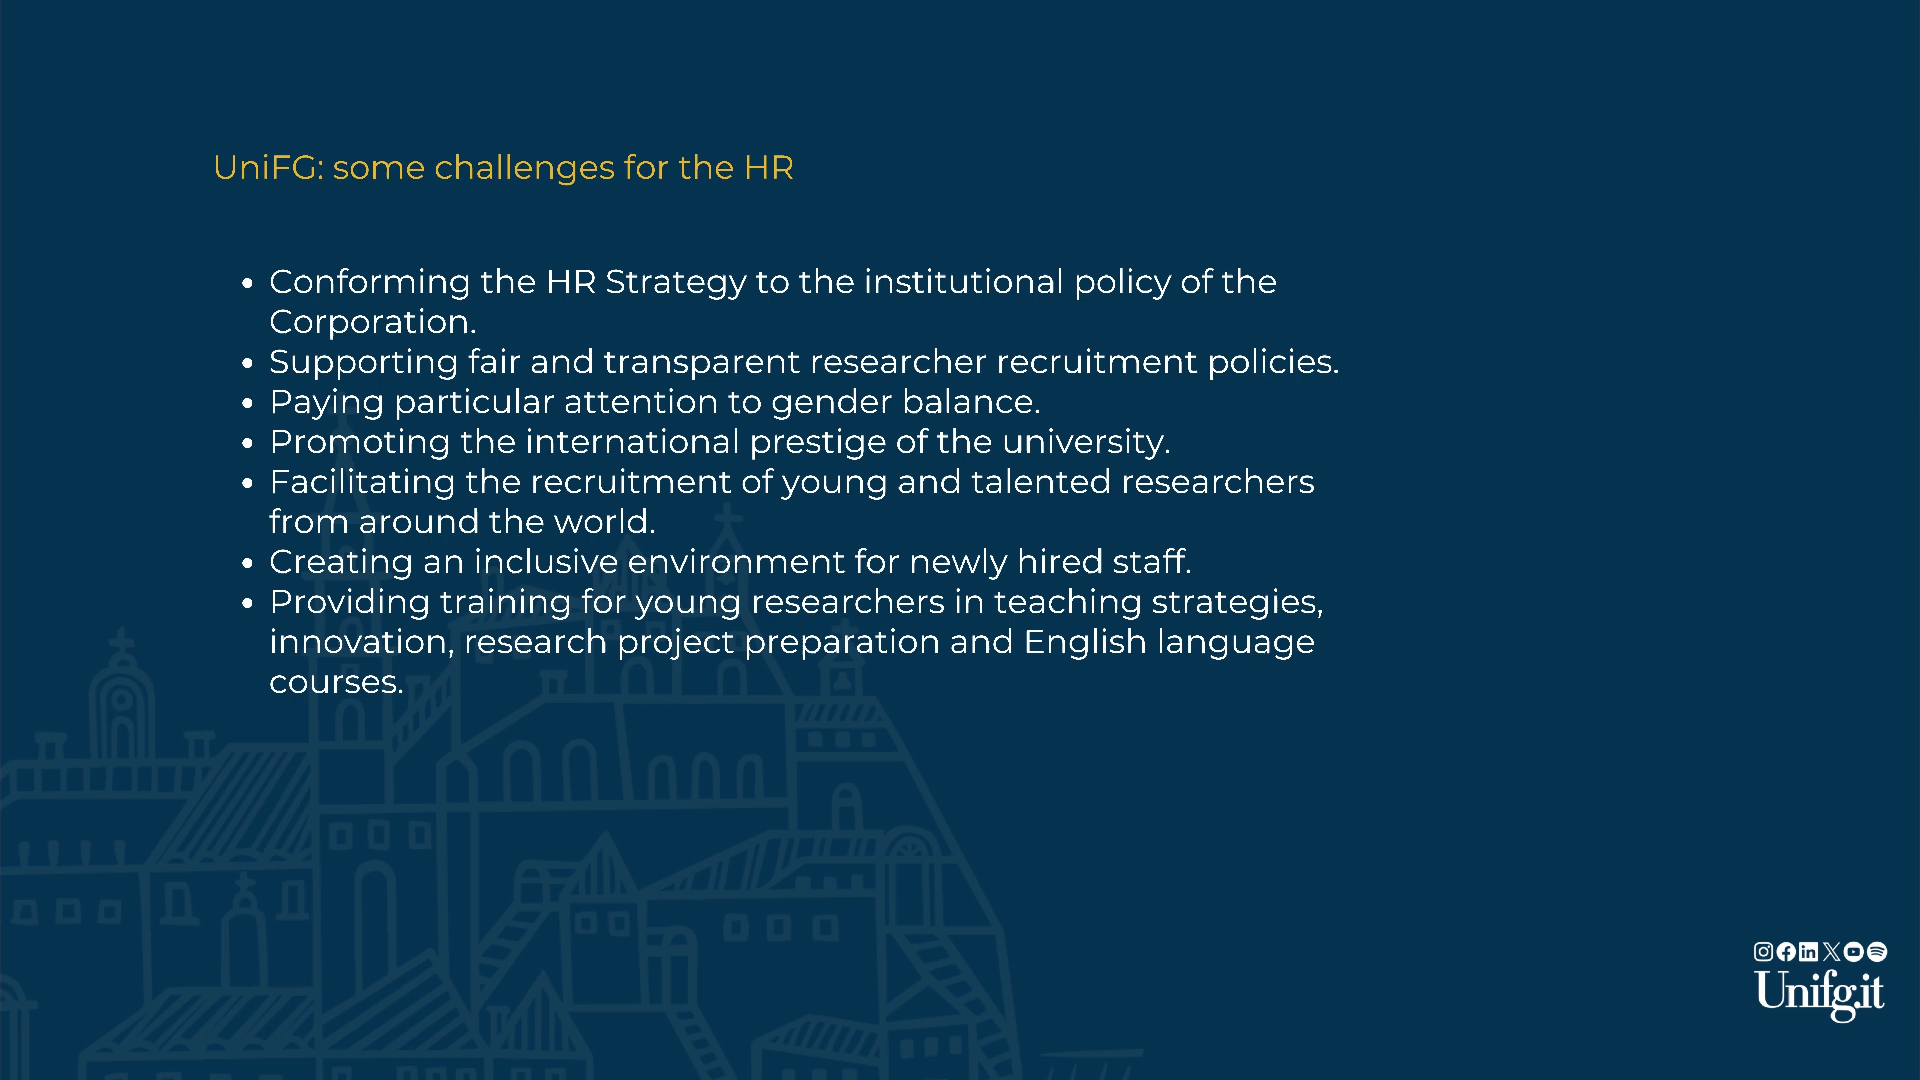 UniFG: some challenges for the HR
• Conforming the HR Strategy to the institutional policy of the
Corporation.
• Supporting fair and transparent researcher recruitment policies.
• Paying particular attention to gender balance.
• Promoting the international prestige of the university.
• Facilitating the recruitment of young and talented researchers
from around the world.
• Creating an inclusive environment for newly hired staff.
• Providing training for young researchers in teaching strategies,
innovation, research project preparation and English language
courses.
Unifg.it